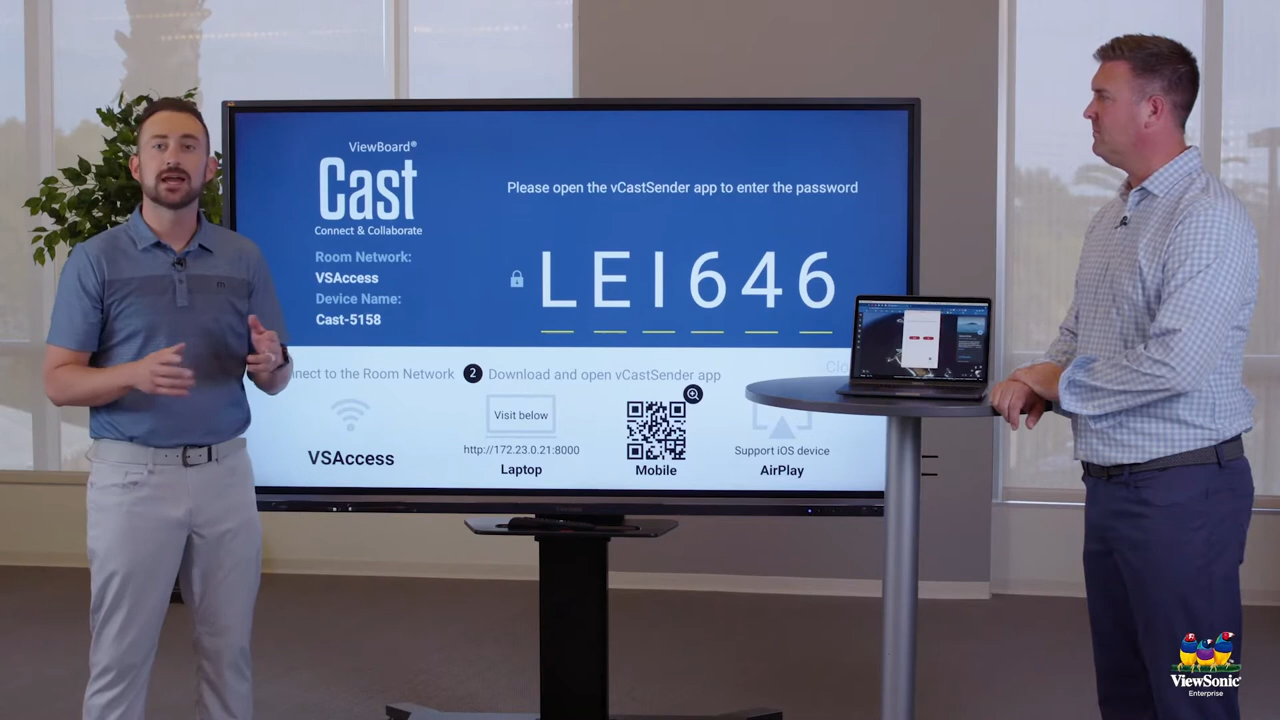 ViewBoard®
Cast
Connect & Collaborate
Room Network:
VSAccess
Device Name:
Cast-5158
Please open the vCastSender app to enter the password
LEI646
to the Room Network
2 Download and open vCastSender app
VSAccess
Visit below
http://172.23.0.21:8000
Laptop
Mobile
Support iOS device
AirPlay
ViewSonic
Enterprise